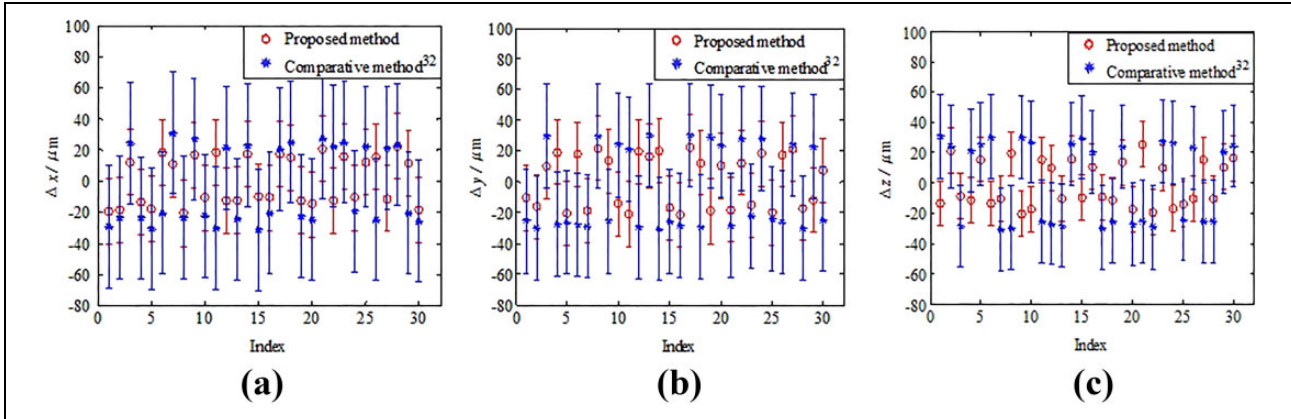 100
80
60
40
20
0
-20
-40
-60
-80
Δx / μm
Proposed method
Comparative method32
0 5 10 15 20 25 30
Index
(a)
100
80
60
40
20
0
-20
-40
-60
-80
Δy / μm
Proposed method
Comparative method32
0 5 10 15 20 25 30
Index
(b)
100
80
60
40
20
0
-20
-40
-60
-80
Δz / μm
Proposed method
Comparative method32
0 5 10 15 20 25 30
Index
(c)